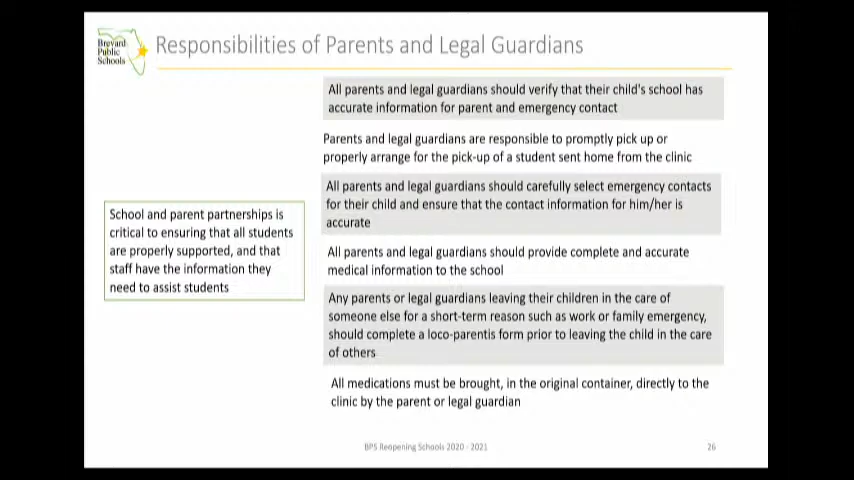 Brevard
Public
Schools
Responsibilities of Parents and Legal Guardians
School and parent partnerships is
critical to ensuring that all students
are properly supported, and that
staff have the information they
need to assist students
All parents and legal guardians should verify that their child's school has
accurate information for parent and emergency contact
Parents and legal guardians are responsible to promptly pick up or
properly arrange for the pick-up of a student sent home from the clinic
All parents and legal guardians should carefully select emergency contacts
for their child and ensure that the contact information for him/her is
accurate
All parents and legal guardians should provide complete and accurate
medical information to the school
Any parents or legal guardians leaving their children in the care of
someone else for a short-term reason such as work or family emergency,
should complete a loco-parentis form prior to leaving the child in the care
of others
All medications must be brought, in the original container, directly to the
clinic by the parent or legal guardian
BPS Reopening Schools 2020 - 2021
26